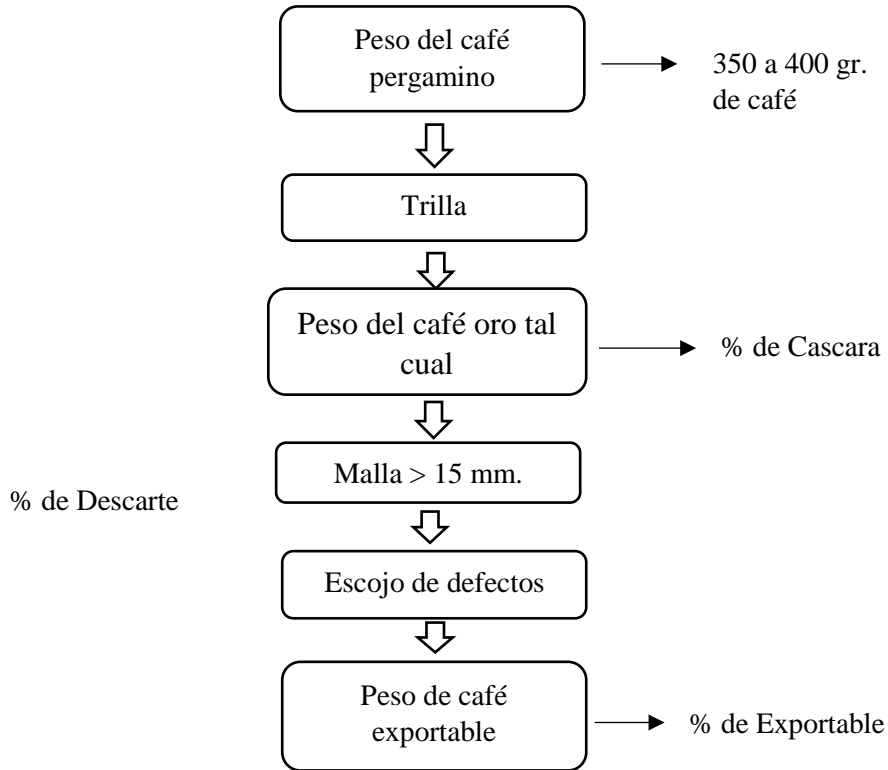 Peso del café
pergamino
350 a 400 gr.
de café
Trilla
Peso del café oro tal
cual
% de Cascara
Malla > 15 mm.
% de Descarte
Escojo de defectos
Peso de café
exportable
% de Exportable